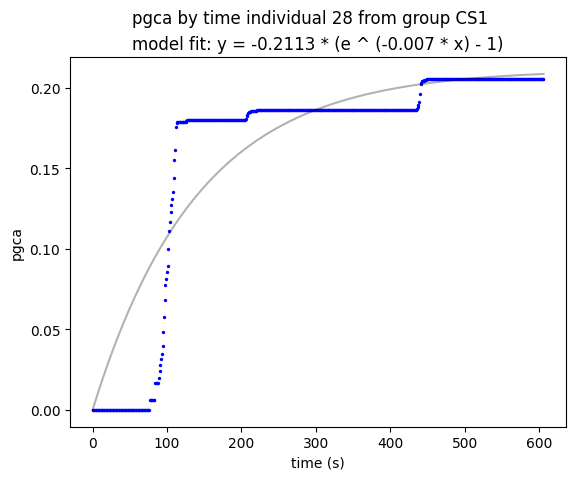 pgca by time individual 28 from group CS1
model fit: y = -0.2113 * (e ^ (-0.007 * x) - 1)
0.20
0.15
0.10
0.05
0.00
pgca
0 100 200 300 400 500 600
time (s)